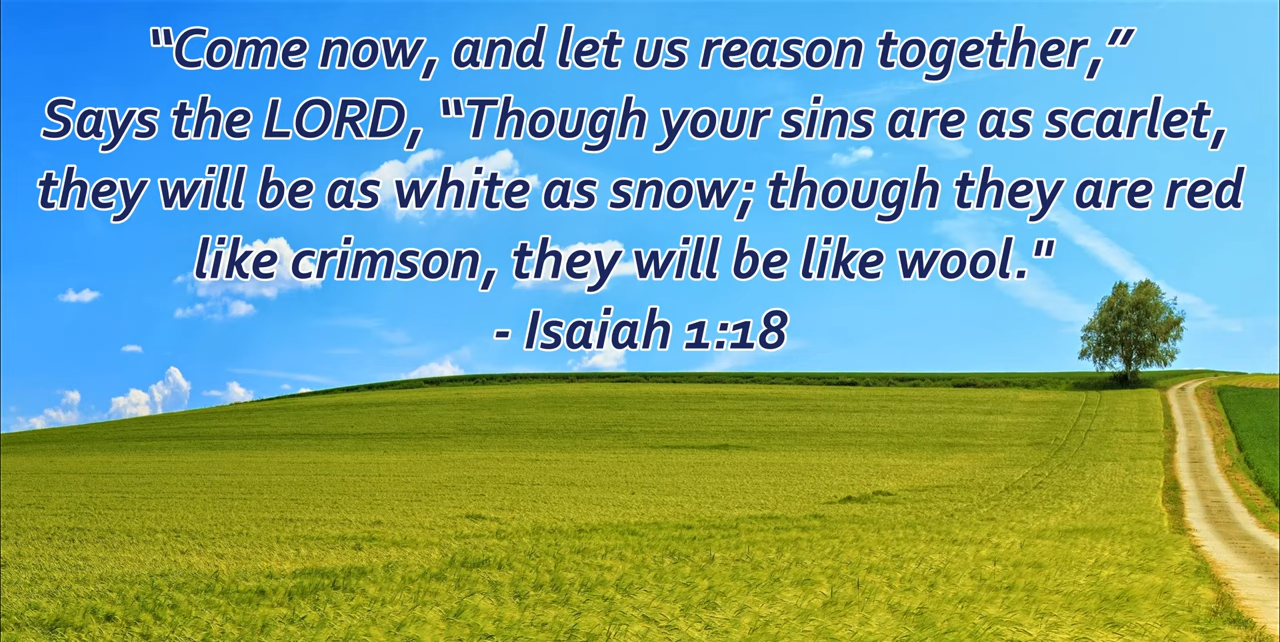 “Come now, and let us reason together,”
Says the LORD, “Though your sins are as scarlet,
they will be as white as snow; though they are red
like crimson, they will be like wool."
- Isaiah 1:18